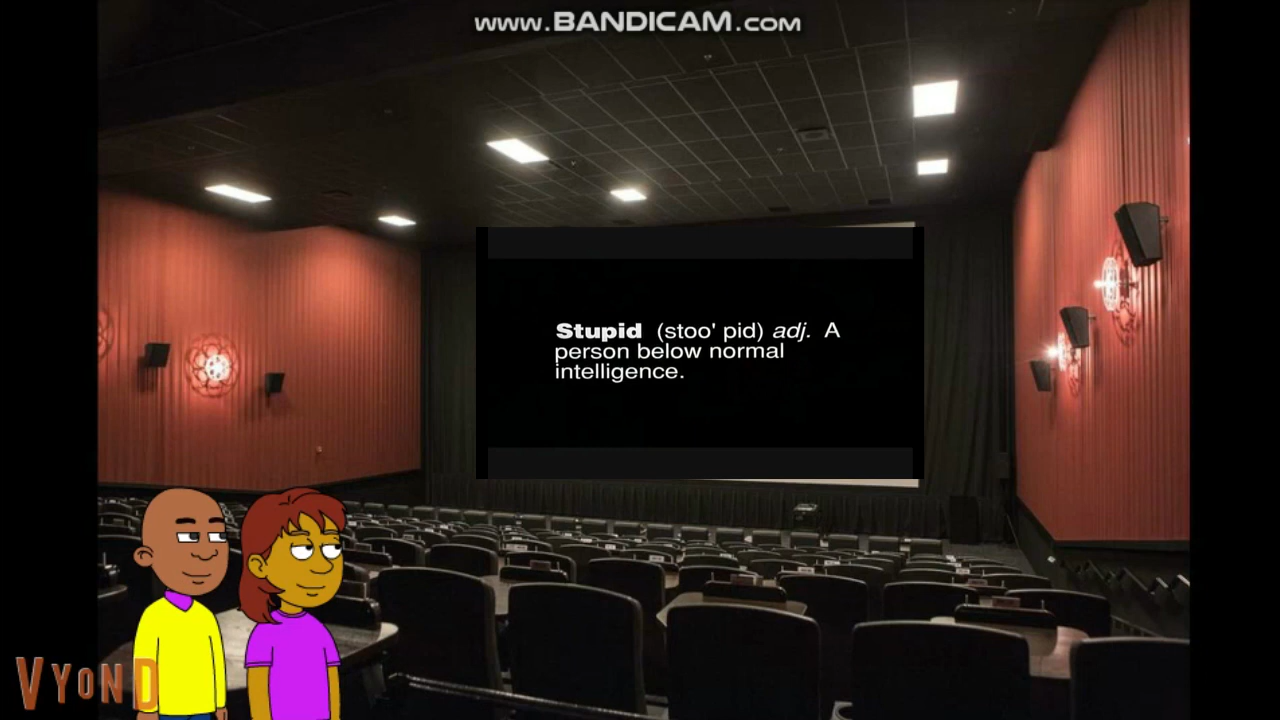 www.BANDICAM.com
Stupid (stoo' pid) adj. A
person below normal
intelligence.
VYOND